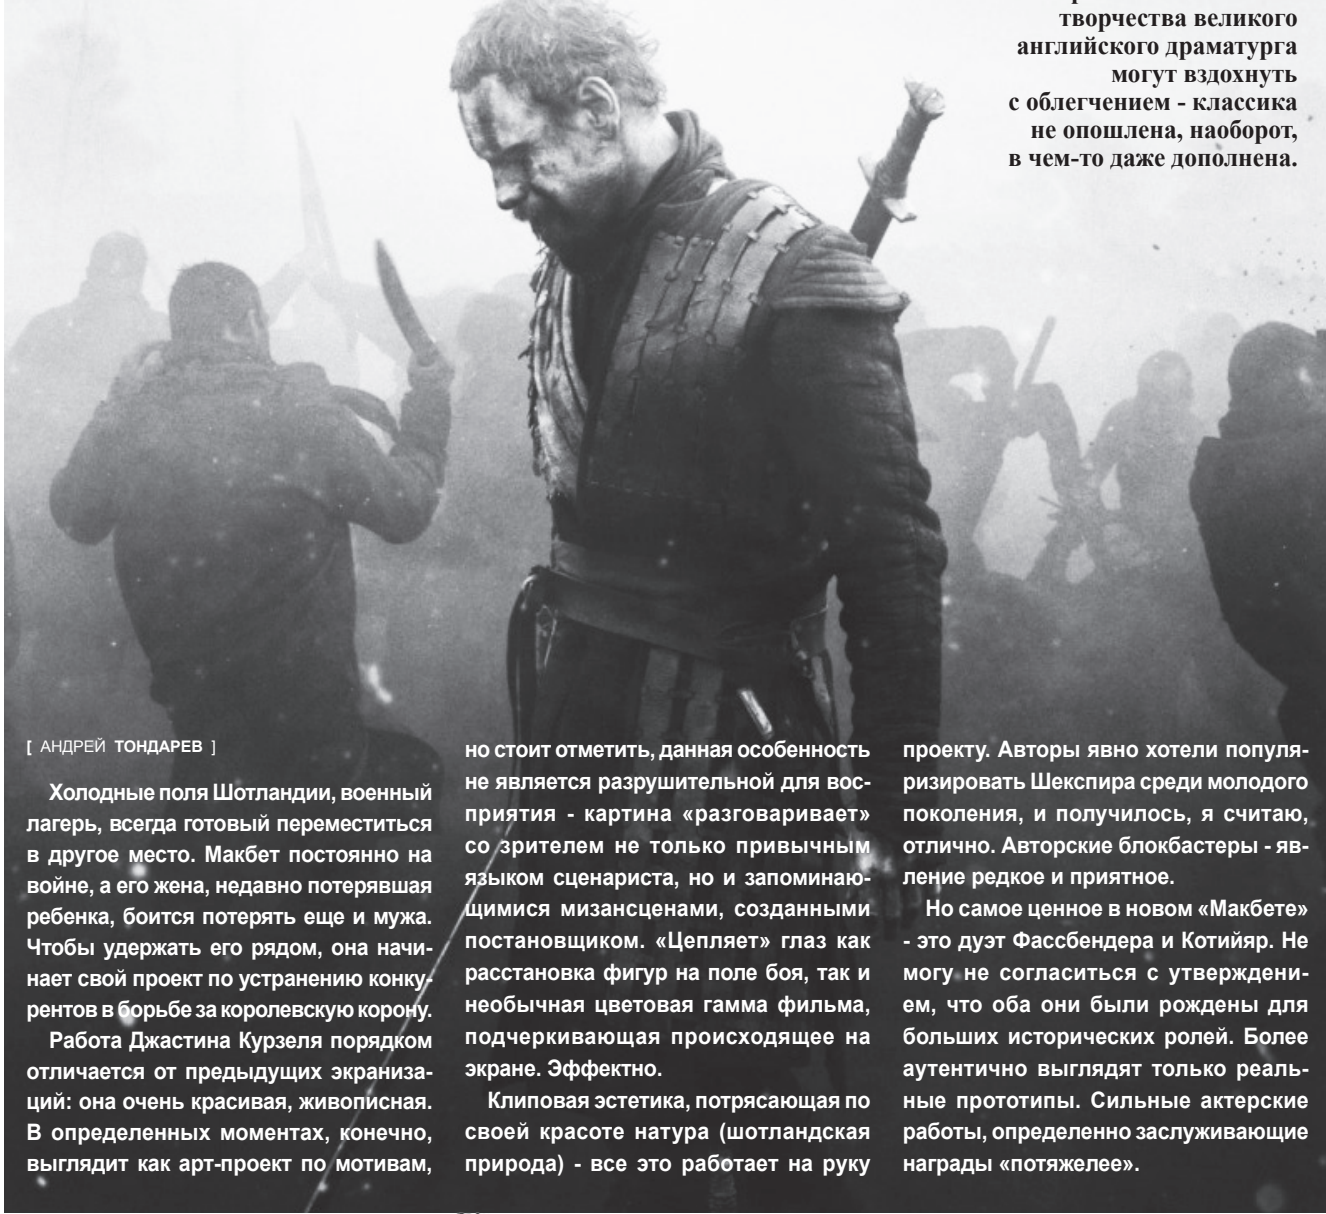 творчества великого
английского драматурга
могут вздохнуть
с облегчением - классика
не опошлена, наоборот,
в чем-то даже дополнена.
[ АНДРЕЙ ТОНДАРЕВ ]
Холодные поля Шотландии, военный
лагерь, всегда готовый переместиться
в другое место. Макбет постоянно на
войне, а его жена, недавно потерявшая
ребенка, боится потерять еще и мужа.
Чтобы удержать его рядом, она начи-
нает свой проект по устранению конку-
рентов в борьбе за королевскую корону.
Работа Джастина Курзеля порядком
отличается от предыдущих экраниза-
ций: она очень красивая, живописная.
В определенных моментах, конечно,
выглядит как арт-проект по мотивам,
но стоит отметить, данная особенность
не является разрушительной для вос-
приятия - картина «разговаривает»
со зрителем не только привычным
языком сценариста, но и запоминаю-
щимися мизансценами, созданными
постановщиком. «Цепляет» глаз как
расстановка фигур на поле боя, так и
необычная цветовая гамма фильма,
подчеркивающая происходящее на
экране. Эффектно.
Клиповая эстетика, потрясающая по
своей красоте натура (шотландская
природа) - все это работает на руку
проекту. Авторы явно хотели популя-
ризировать Шекспира среди молодого
поколения, и получилось, я считаю,
отлично. Авторские блокбастеры - яв-
ление редкое и приятное.
Но самое ценное в новом «Макбете»
- это дуэт Фассбендера и Котийяр. Не
могу не согласиться с утверждени-
ем, что оба они были рождены для
больших исторических ролей. Более
аутентично выглядят только реаль-
ные прототипы. Сильные актерские
работы, определенно заслуживающие
награды «потяжелее».